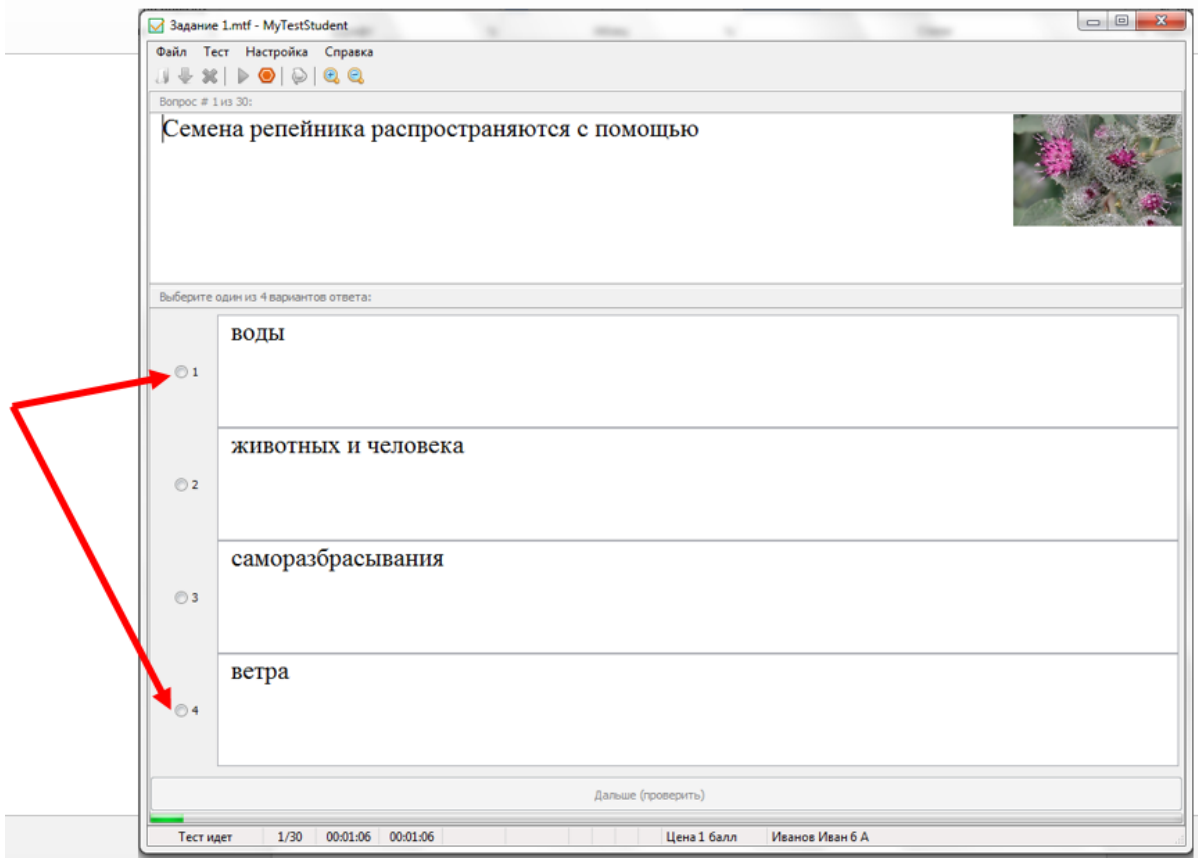 Задание 1.mtf - MyTestStudent
Файл Тест Настройка Справка
Вопрос # 1 из 30:
Семена репейника распространяются с помощью
Выберите один из 4 вариантов ответа:
воды
1
животных и человека
2
саморазбрасывания
3
ветра
4
Дальше (проверить)
Тест идет 1/30 00:01:06 00:01:06 Цена 1 балл Иванов Иван 6 А